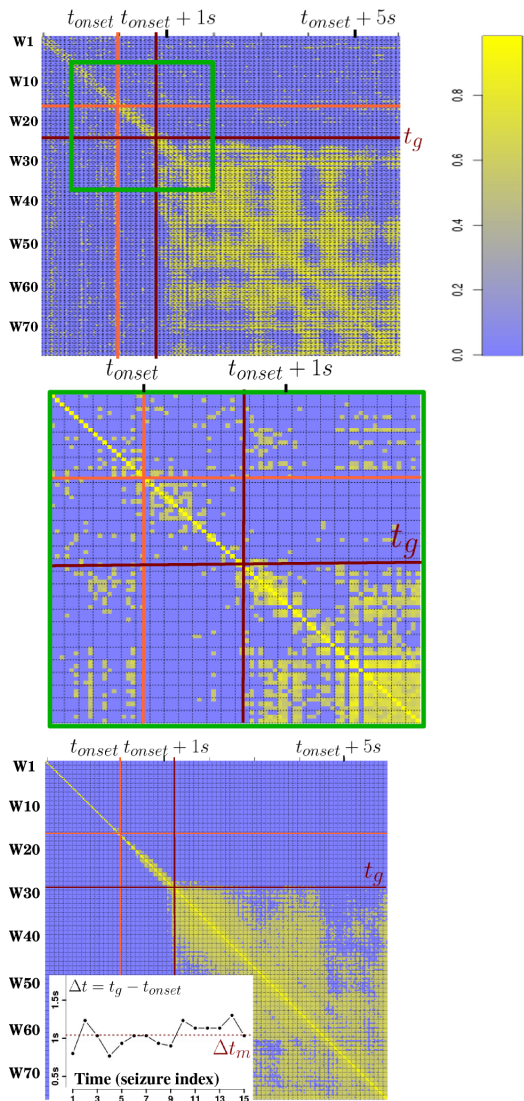 t_onset t_onset + 1s t_onset + 5s
W1
W10
W20
W30
W40
W50
W60
W70
t_g
0.0 0.2 0.4 0.6 0.8
t_onset t_onset + 1s
t_g
t_onset t_onset + 1s t_onset + 5s
W1
W10
W20
W30
W40
W50
W60
W70
t_g
Δt = t_g − t_onset
1.5s
1s
0.5s
Δt_m
Time (seizure index)
1 3 5 7 9 11 13 15